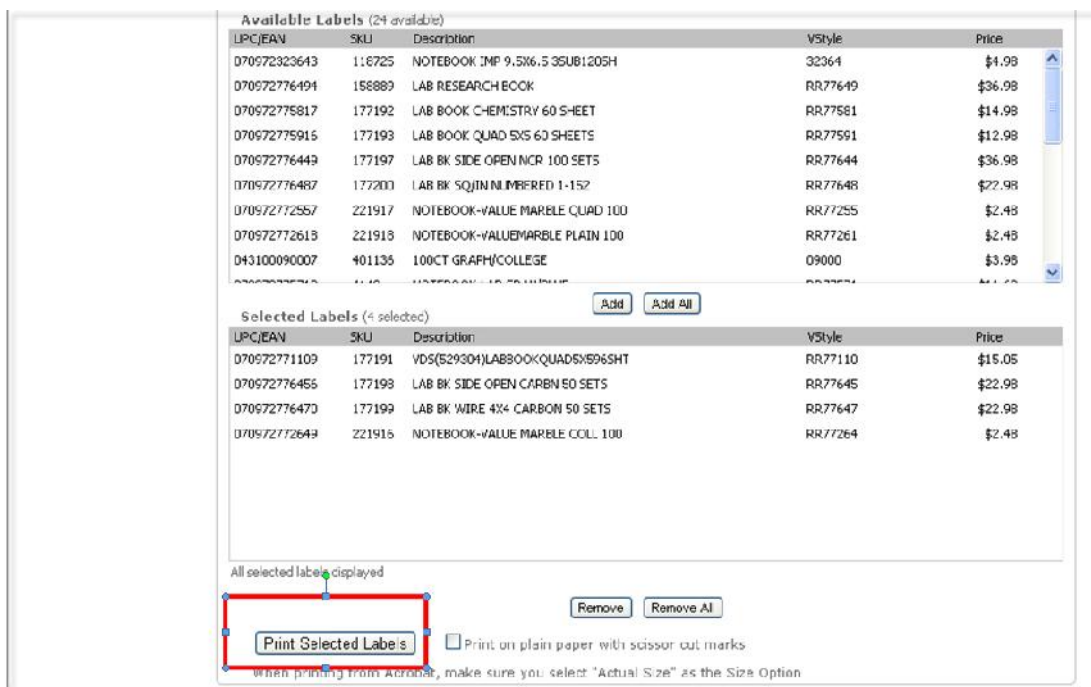 Available Labels (24 available)
UPC/EAN SKU Description VStyle Price
070972323643 118725 NOTEBOOK IMP 9.5X6.5 3SUB120SH 32364 $4.98
070972776494 158889 LAB RESEARCH BOOK RR77649 $36.98
070972775817 177192 LAB BOOK CHEMISTRY 60 SHEET RR77581 $14.98
070972775916 177193 LAB BOOK QUAD 5X5 60 SHEETS RR77591 $12.98
070972776449 177197 LAB BK SIDE OPEN NCR 100 SETS RR77644 $36.98
070972776487 177200 LAB BK SQ/IN NUMBERED 1-152 RR77648 $22.98
070972772557 221917 NOTEBOOK-VALUE MARBLE QUAD 100 RR77255 $2.48
070972772618 221918 NOTEBOOK-VALUEMARBLE PLAIN 100 RR77261 $2.48
043100090007 401136 100CT GRAFH/COLLEGE 09000 $3.98
Add Add All
Selected Labels (4 selected)
UPC/EAN SKU Description VStyle Price
070972771109 177191 VDS(529304)LABBOOKQUAD5X596SHT RR77110 $15.05
070972776456 177198 LAB BK SIDE OPEN CARBN 50 SETS RR77645 $22.98
070972776470 177199 LAB BK WIRE 4X4 CARBON 50 SETS RR77647 $22.98
070972772649 221916 NOTEBOOK-VALUE MARBLE COLL 100 RR77264 $2.48
All selected labels displayed
Remove Remove All
Print Selected Labels Print on plain paper with scissor cut marks
When printing from Acrobat, make sure you select "Actual Size" as the Size Option